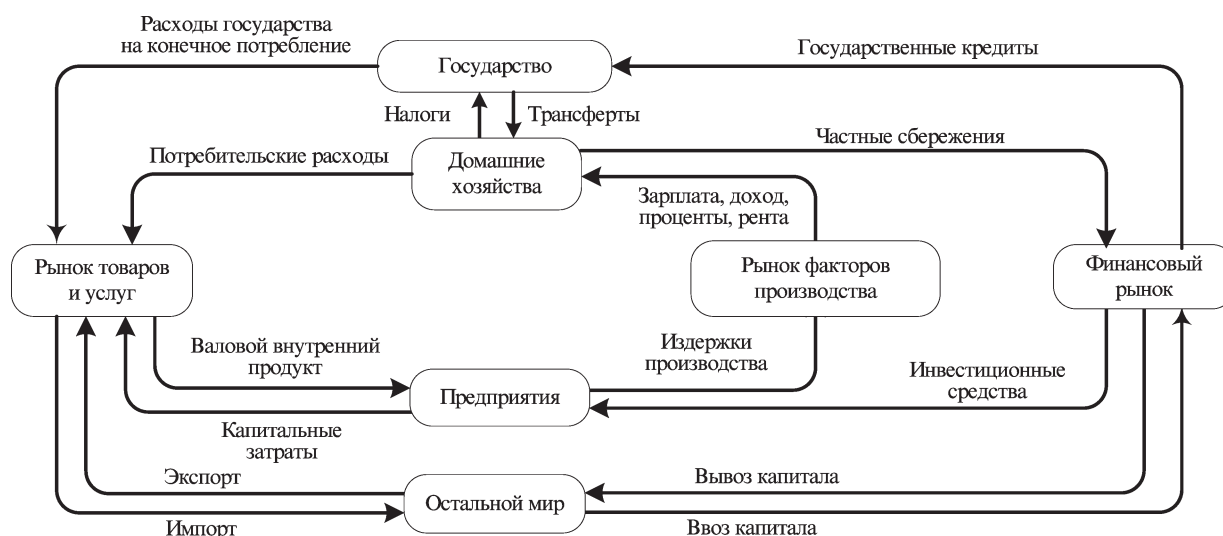 Расходы государства
на конечное потребление
Государственные кредиты
Государство
Налоги
Трансферты
Частные сбережения
Потребительские расходы
Домашние
хозяйства
Зарплата, доход,
проценты, рента
Рынок товаров
и услуг
Рынок факторов
производства
Финансовый
рынок
Валовой внутренний
продукт
Издержки
производства
Предприятия
Инвестиционные
средства
Капитальные
затраты
Экспорт
Остальной мир
Вывоз капитала
Импорт
Ввоз капитала